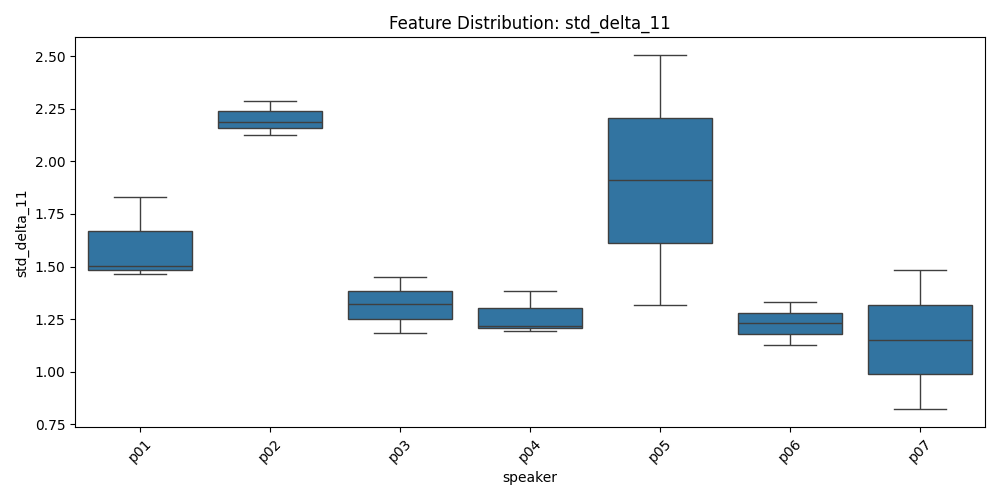 Feature Distribution: std_delta_11
std_delta_11
2.50
2.25
2.00
1.75
1.50
1.25
1.00
0.75
p01 p02 p03 p04 p05 p06 p07
speaker